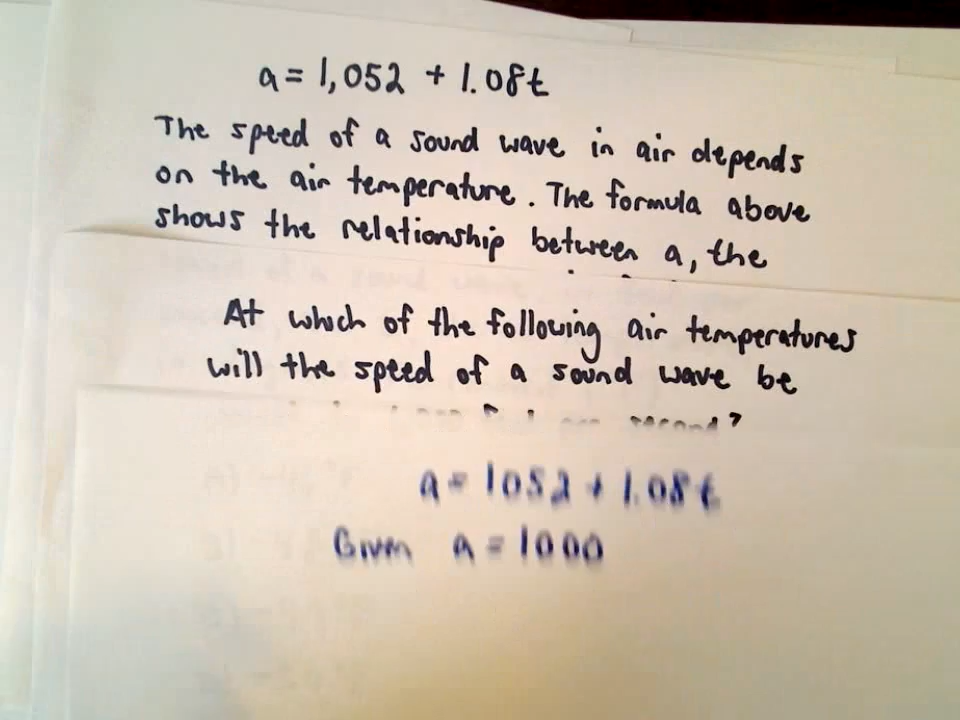 a = 1,052 + 1.08t
The speed of a sound wave in air depends
on the air temperature. The formula above
shows the relationship between a, the
At which of the following air temperatures
will the speed of a sound wave be
second?
a = 1052 + 1.08t
Given a = 1000